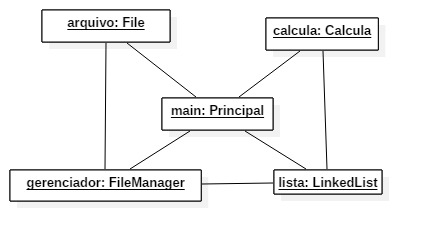 arquivo: File
calcula: Calcula
main: Principal
gerenciador: FileManager
lista: LinkedList